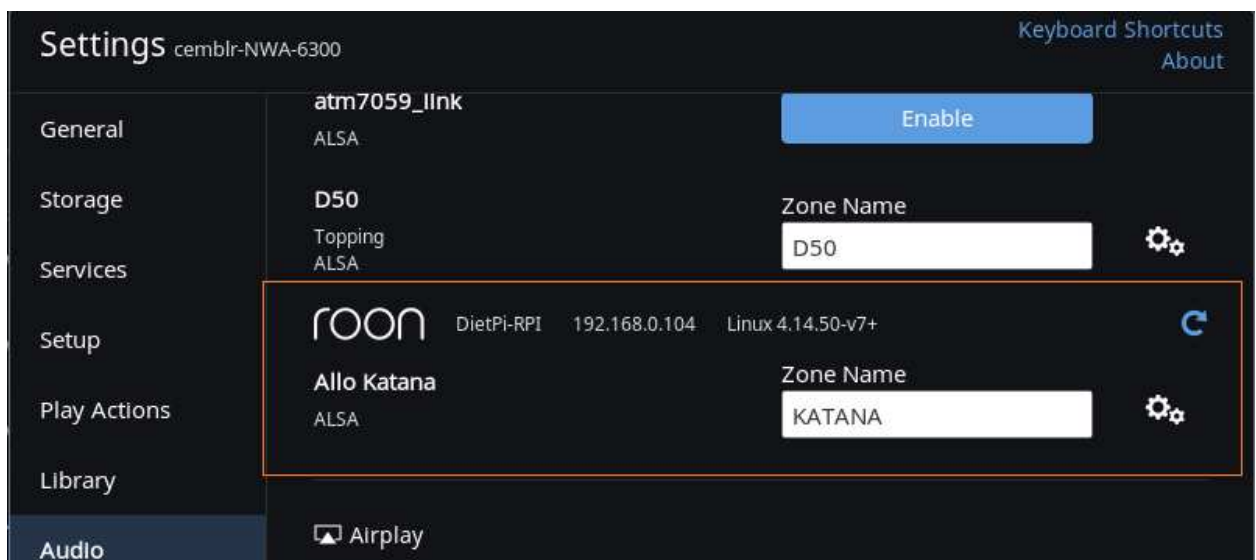 Settings cemblr-NWA-6300
Keyboard Shortcuts
About
General
Storage
Services
Setup
Play Actions
Library
Audio
atm7059_link
ALSA
Enable
D50
Topping
ALSA
Zone Name
D50
roon DietPi-RPI 192.168.0.104 Linux 4.14.50-v7+
Allo Katana
ALSA
Zone Name
KATANA
Airplay